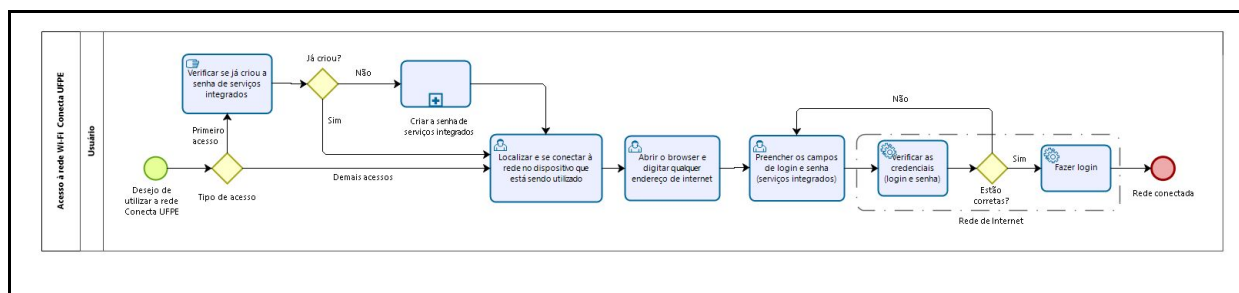 Acesso à rede Wi-Fi Conecta UFPE
Usuário
Desejo de
utilizar a rede
Conecta UFPE
Tipo de acesso
Primeiro
acesso
Demais acessos
Verificar se já criou a
senha de serviços
integrados
Já criou?
Não
Sim
Criar a senha de
serviços integrados
Localizar e se conectar à
rede no dispositivo que
está sendo utilizado
Abrir o browser e
digitar qualquer
endereço de internet
Preencher os campos
de login e senha
(serviços integrados)
Verificar as
credenciais
(login e senha)
Não
Estão
corretas?
Sim
Fazer login
Rede de Internet
Rede conectada